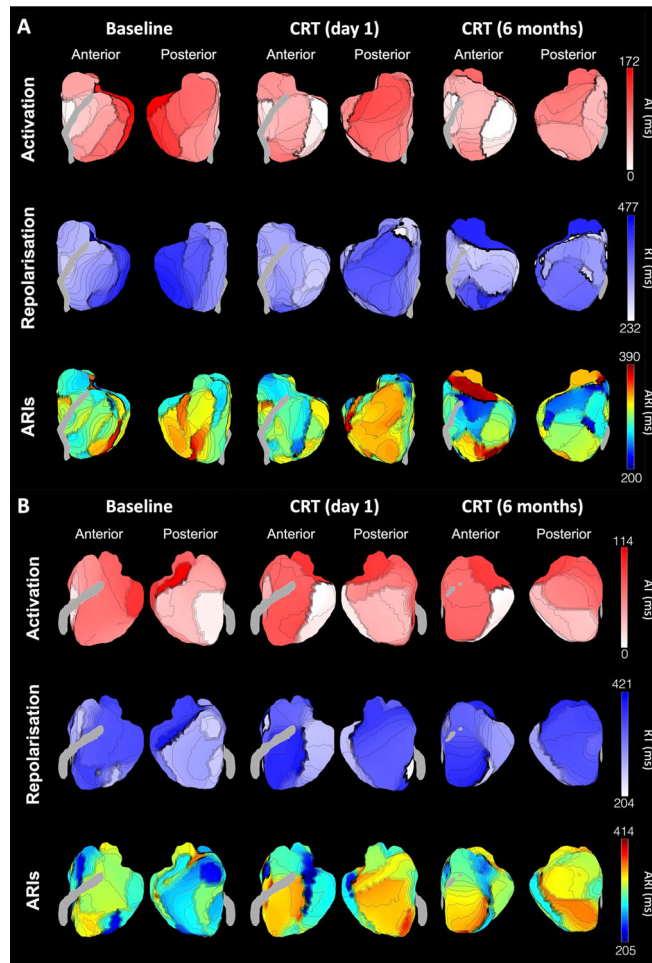 A
Baseline
CRT (day 1)
CRT (6 months)
Anterior
Posterior
Anterior
Posterior
Anterior
Posterior
Activation
172
AT (ms)
0
Repolarisation
477
RT (ms)
232
ARIs
390
ARI (ms)
200
B
Baseline
CRT (day 1)
CRT (6 months)
Anterior
Posterior
Anterior
Posterior
Anterior
Posterior
Activation
114
AT (ms)
0
Repolarisation
421
RT (ms)
204
ARIs
414
ARI (ms)
205